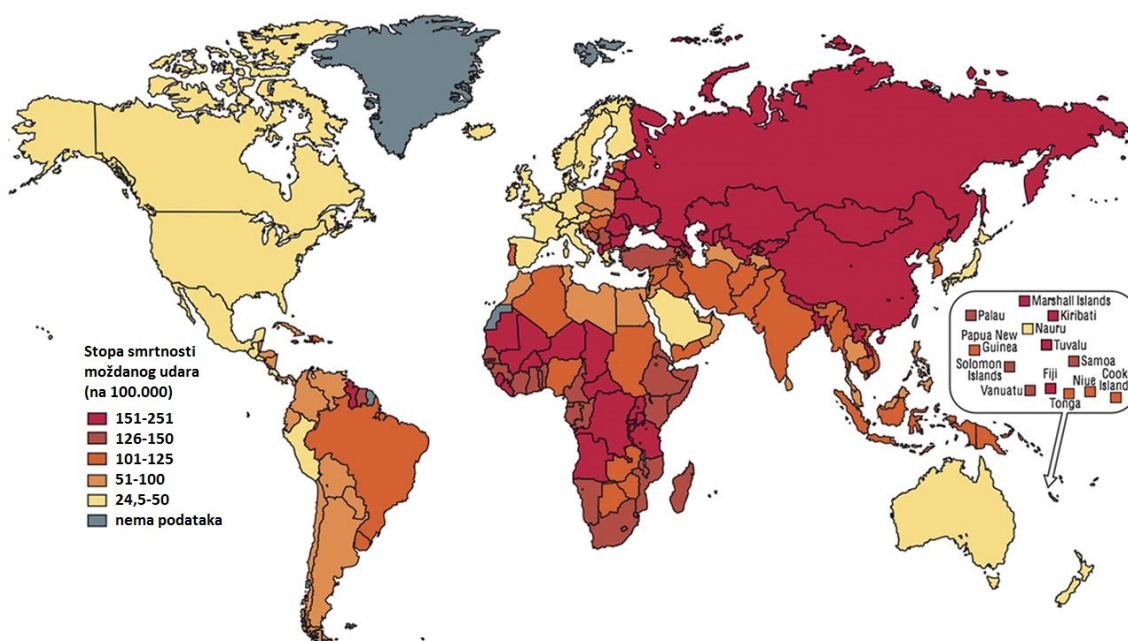 Stopa smrtnosti
moždanog udara
(na 100.000)
151-251
126-150
101-125
51-100
24,5-50
nema podataka
Marshall Islands
Palau
Kiribati
Nauru
Papua New
Guinea
Tuvalu
Solomon
Islands
Samoa
Fiji
Niue
Cook
Island
Vanuatu
Tonga